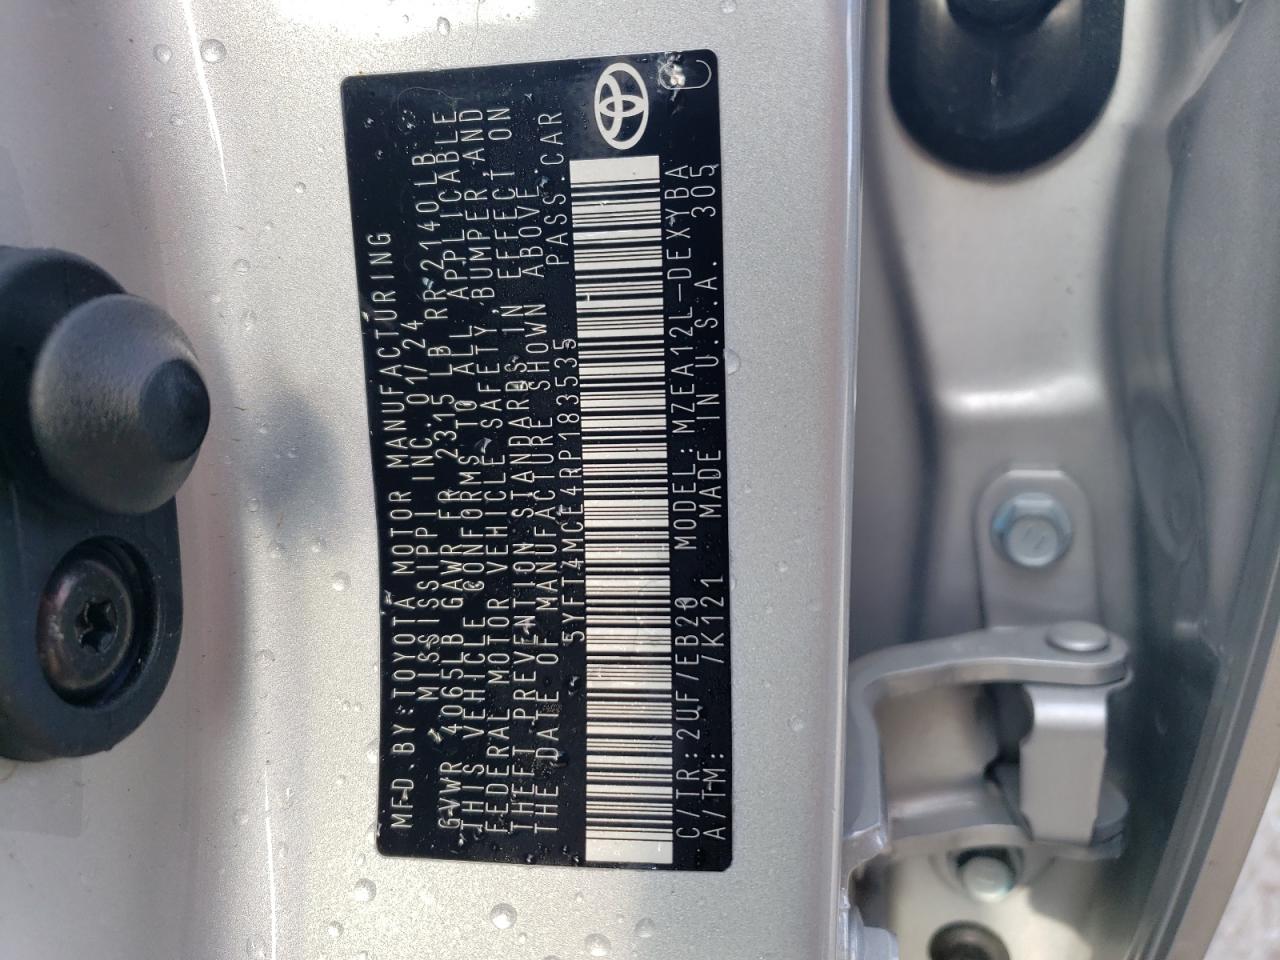 MFD.BY:TOYOTA MOTOR MANUFACTURING
MISSISSIPPI INC. 01/24
GVWR 4065LB GAWR FR 2315 LB RR 2140LB
THIS VEHICLE CONFORMS TO ALL APPLICABLE
FEDERAL MOTOR VEHICLE SAFETY,BUMPER,AND
THEFT PREVENTION STANDARDS IN EFFECT ON
THE DATE OF MANUFACTURE SHOWN ABOVE.
5YFT4MCE4RP183535 PASS.CAR
C/TR:2UF/EB20 MODEL:MZEA12L-DEXYBA
A/TM: /K121 MADE IN U.S.A. 305
C